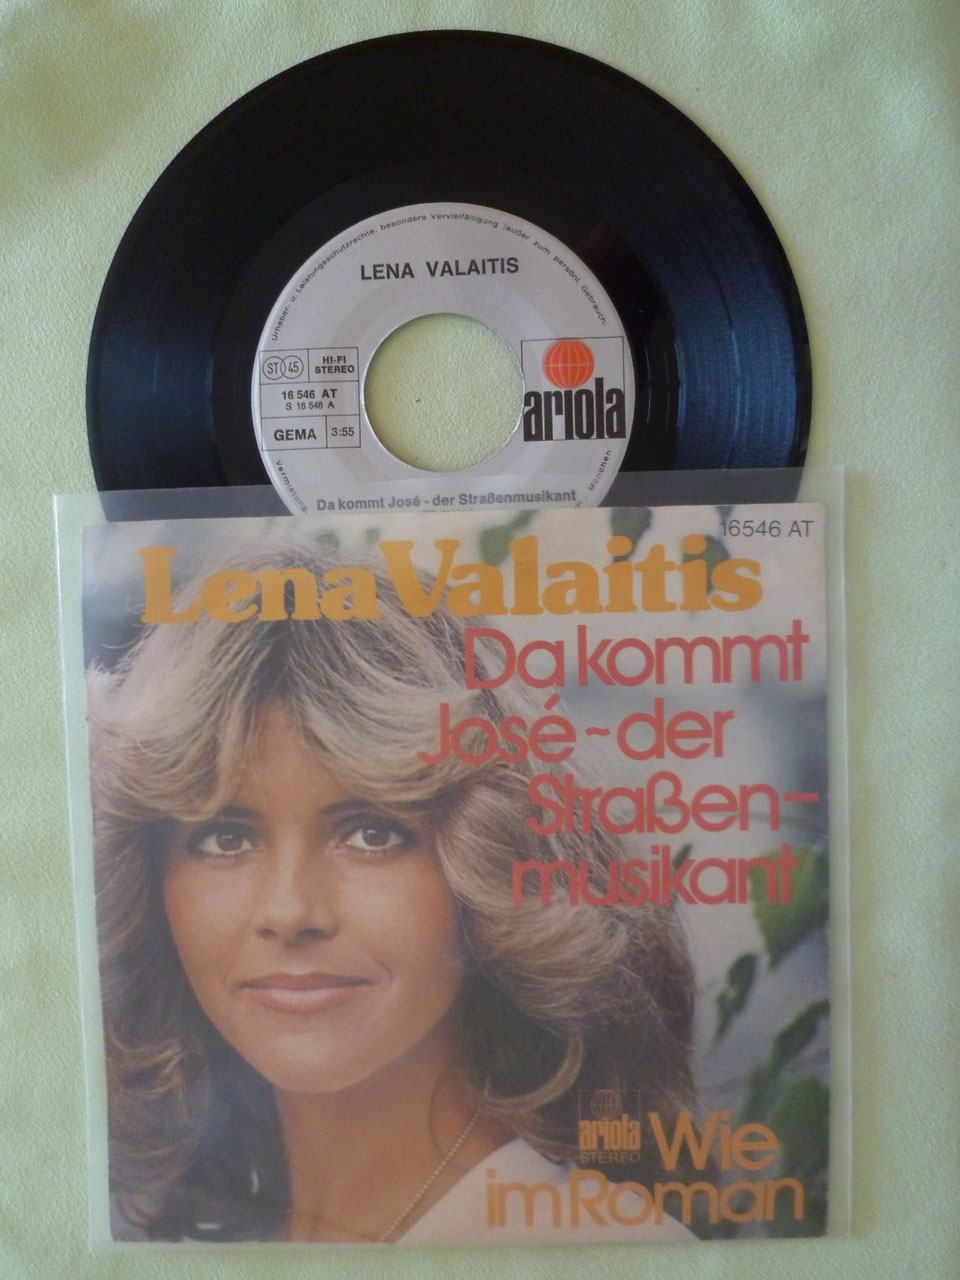 Urheber- u. Leistungsschutzrechte, besonders Vervielfältigung (außer zum persönl. Gebrauch)
LENA VALAITIS
ST 45
HI-FI
STEREO
16 546 AT
S 16 546 A
GEMA
3:55
ariola
Vermietung
München
Da kommt José - der Straßenmusikant
16546 AT
Lena Valaitis
Da kommt
José ~ der
Straßen-
musikant
ariola
STEREO
Wie
im Roman